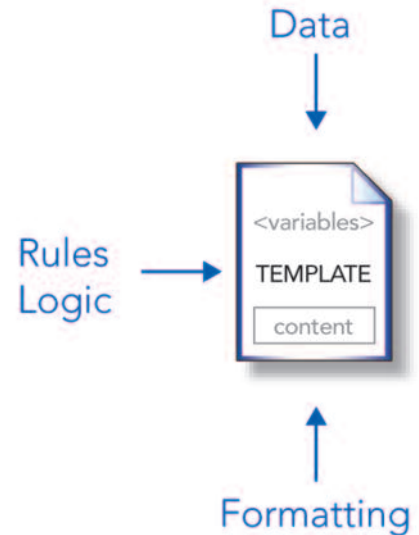 Data
<variables>
Rules
Logic
TEMPLATE
content
Formatting